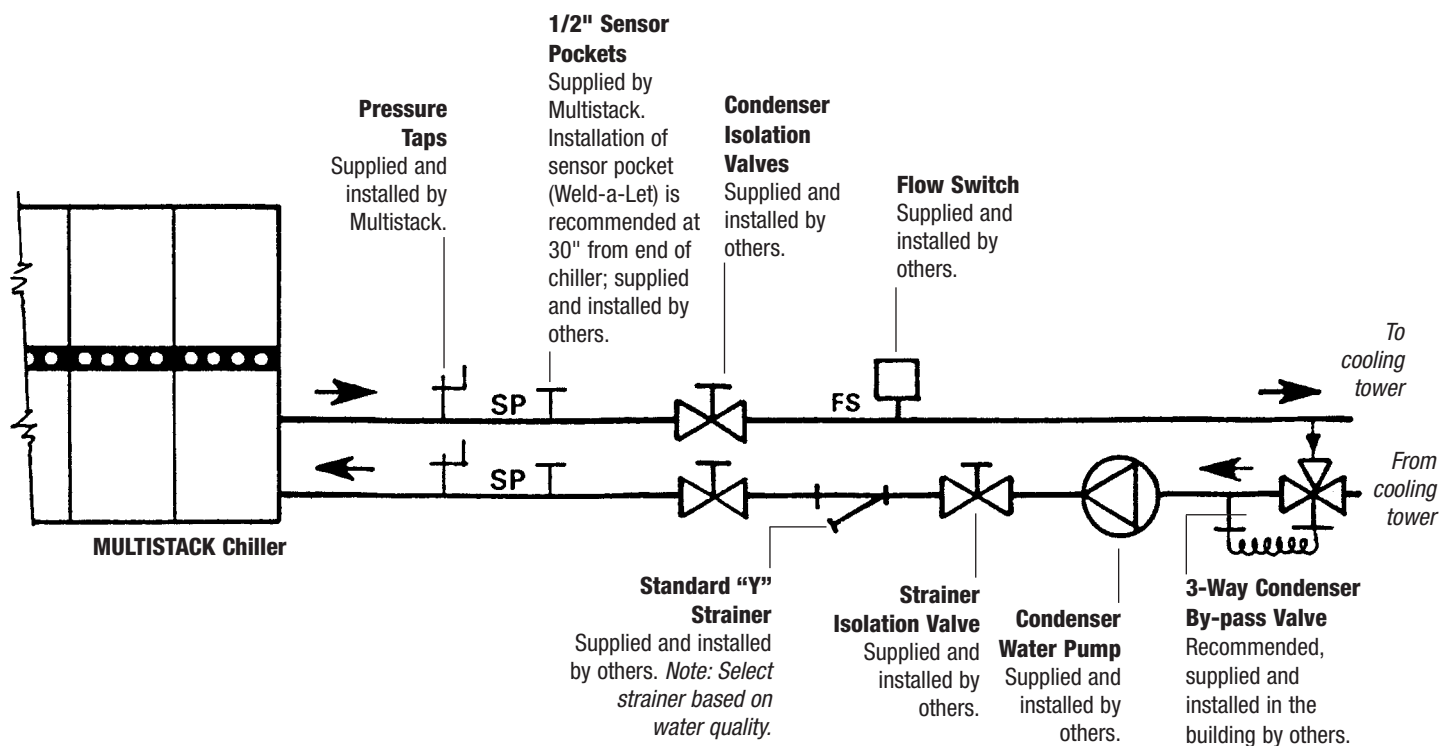 1/2" Sensor
Pockets
Supplied by
Multistack.
Installation of
sensor pocket
(Weld-a-Let) is
recommended at
30" from end of
chiller; supplied
and installed by
others.
Pressure
Taps
Supplied and
installed by
Multistack.
Condenser
Isolation
Valves
Supplied and
installed by
others.
Flow Switch
Supplied and
installed by
others.
To
cooling
tower
SP
FS
SP
From
cooling
tower
MULTISTACK Chiller
Standard “Y”
Strainer
Supplied and installed
by others. Note: Select
strainer based on
water quality.
Strainer
Isolation Valve
Supplied and
installed by
others.
Condenser
Water Pump
Supplied and
installed by
others.
3-Way Condenser
By-pass Valve
Recommended,
supplied and
installed in the
building by others.